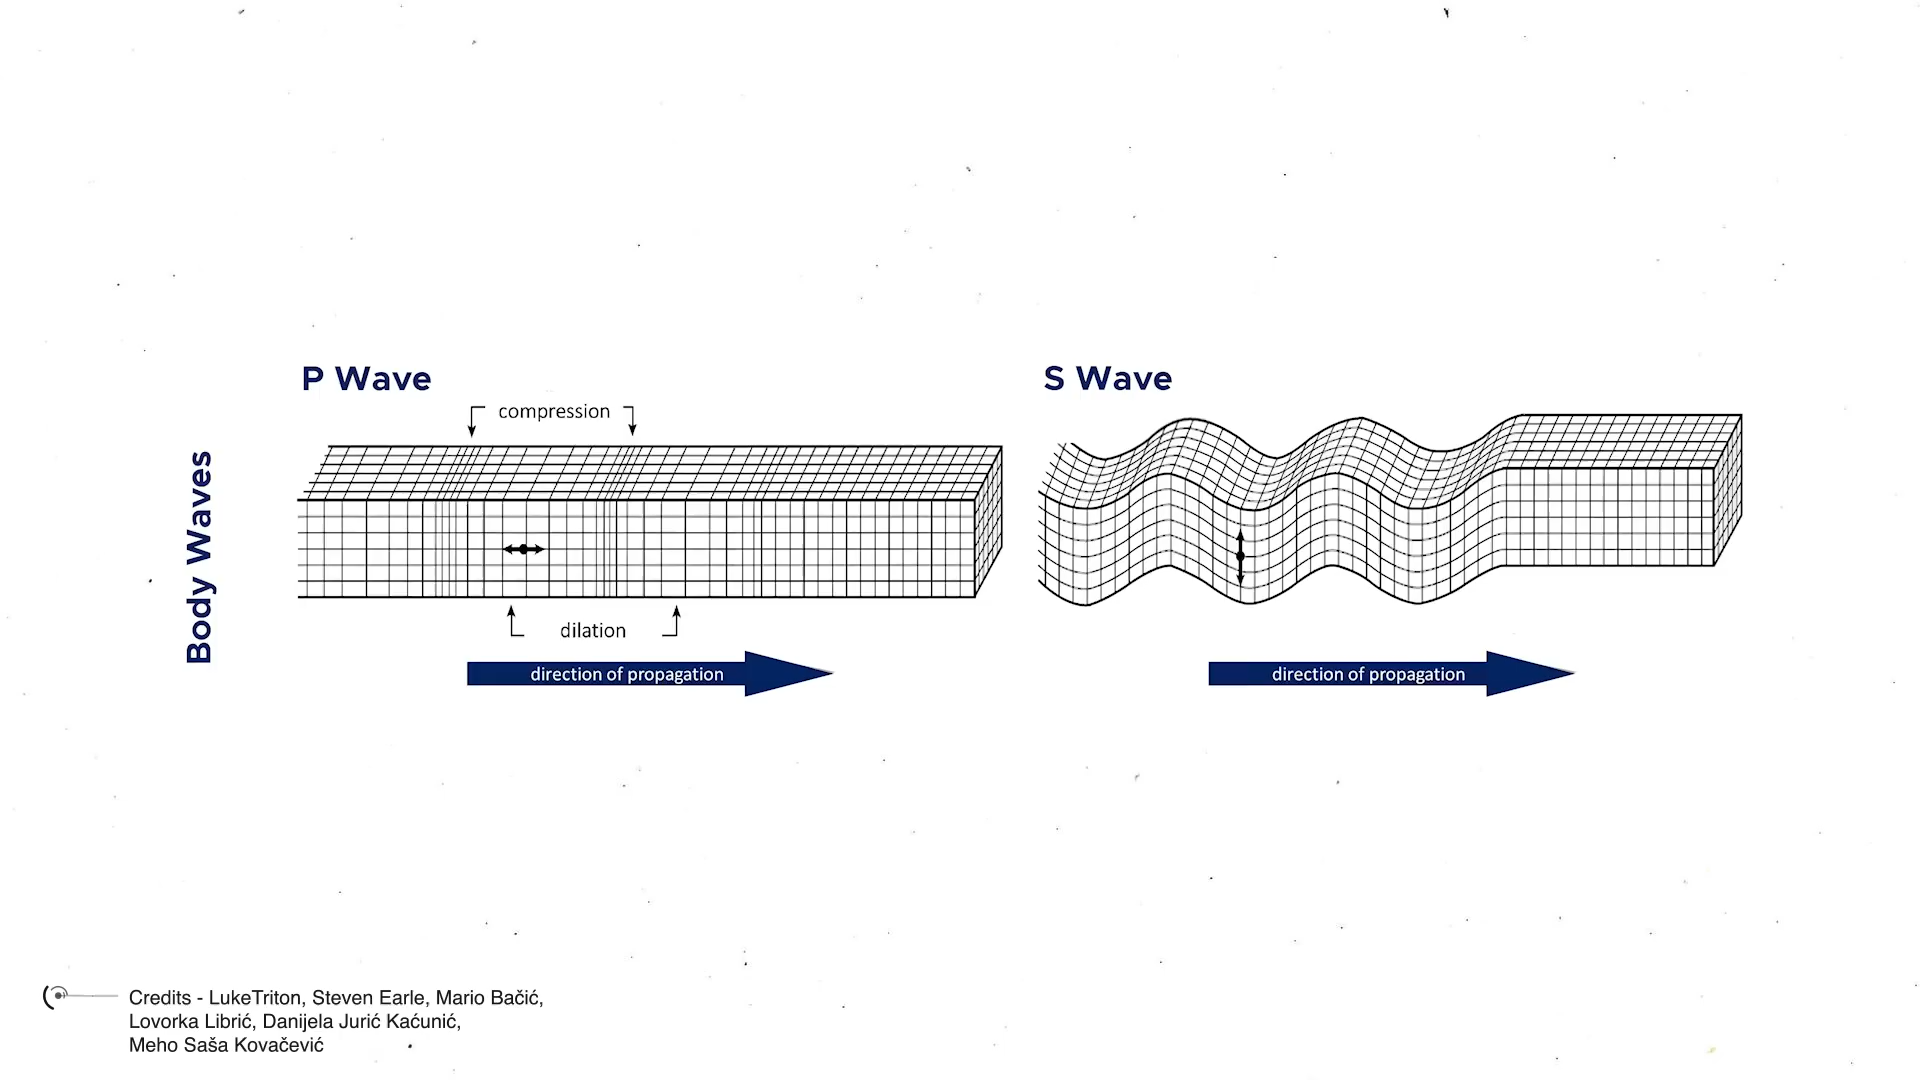 P Wave
compression
Body Waves
dilation
direction of propagation
S Wave
direction of propagation
Credits - LukeTriton, Steven Earle, Mario Bačić,
Lovorka Librić, Danijela Jurić Kaćunić,
Meho Saša Kovačević